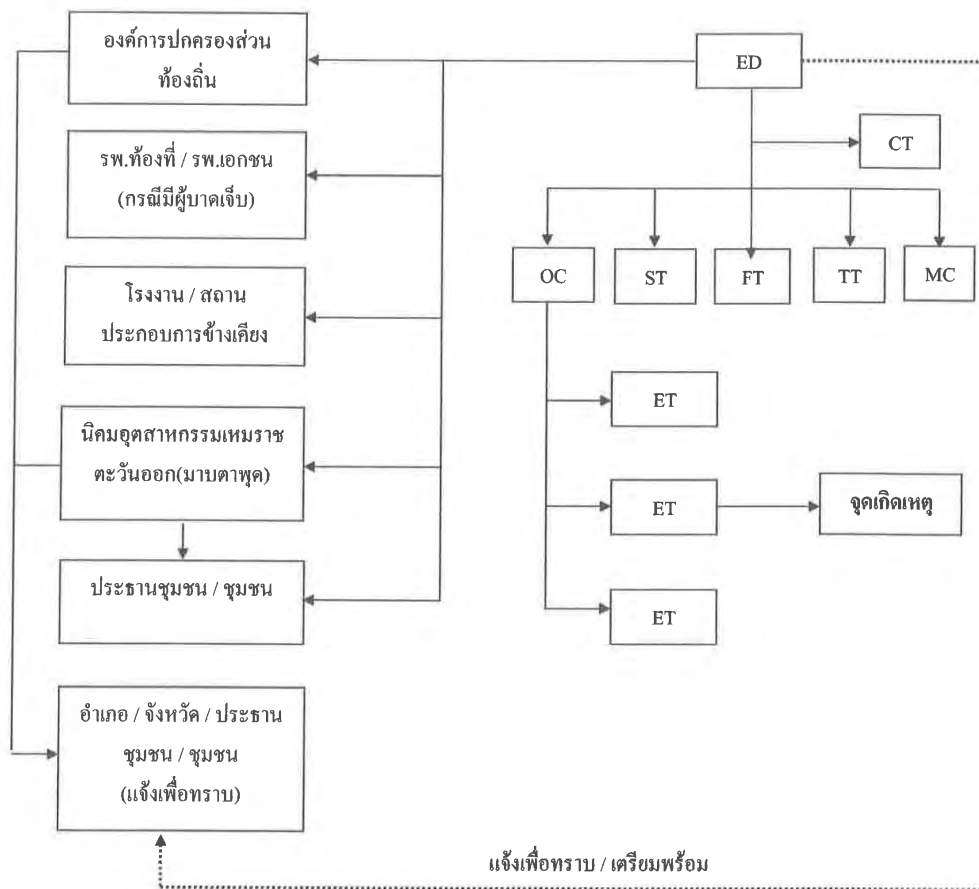 องค์การปกครองส่วน
ท้องถิ่น
ED
CT
รพ.ท้องที่ / รพ.เอกชน
(กรณีมีผู้บาดเจ็บ)
OC
ST
FT
TT
MC
โรงงาน / สถาน
ประกอบการข้างเคียง
ET
นิคมอุตสาหกรรมเหมราช
ตะวันออก(มาบตาพุด)
ET
จุดเกิดเหตุ
ประธานชุมชน / ชุมชน
ET
อำเภอ / จังหวัด / ประธาน
ชุมชน / ชุมชน
(แจ้งเพื่อทราบ)
แจ้งเพื่อทราบ / เตรียมพร้อม